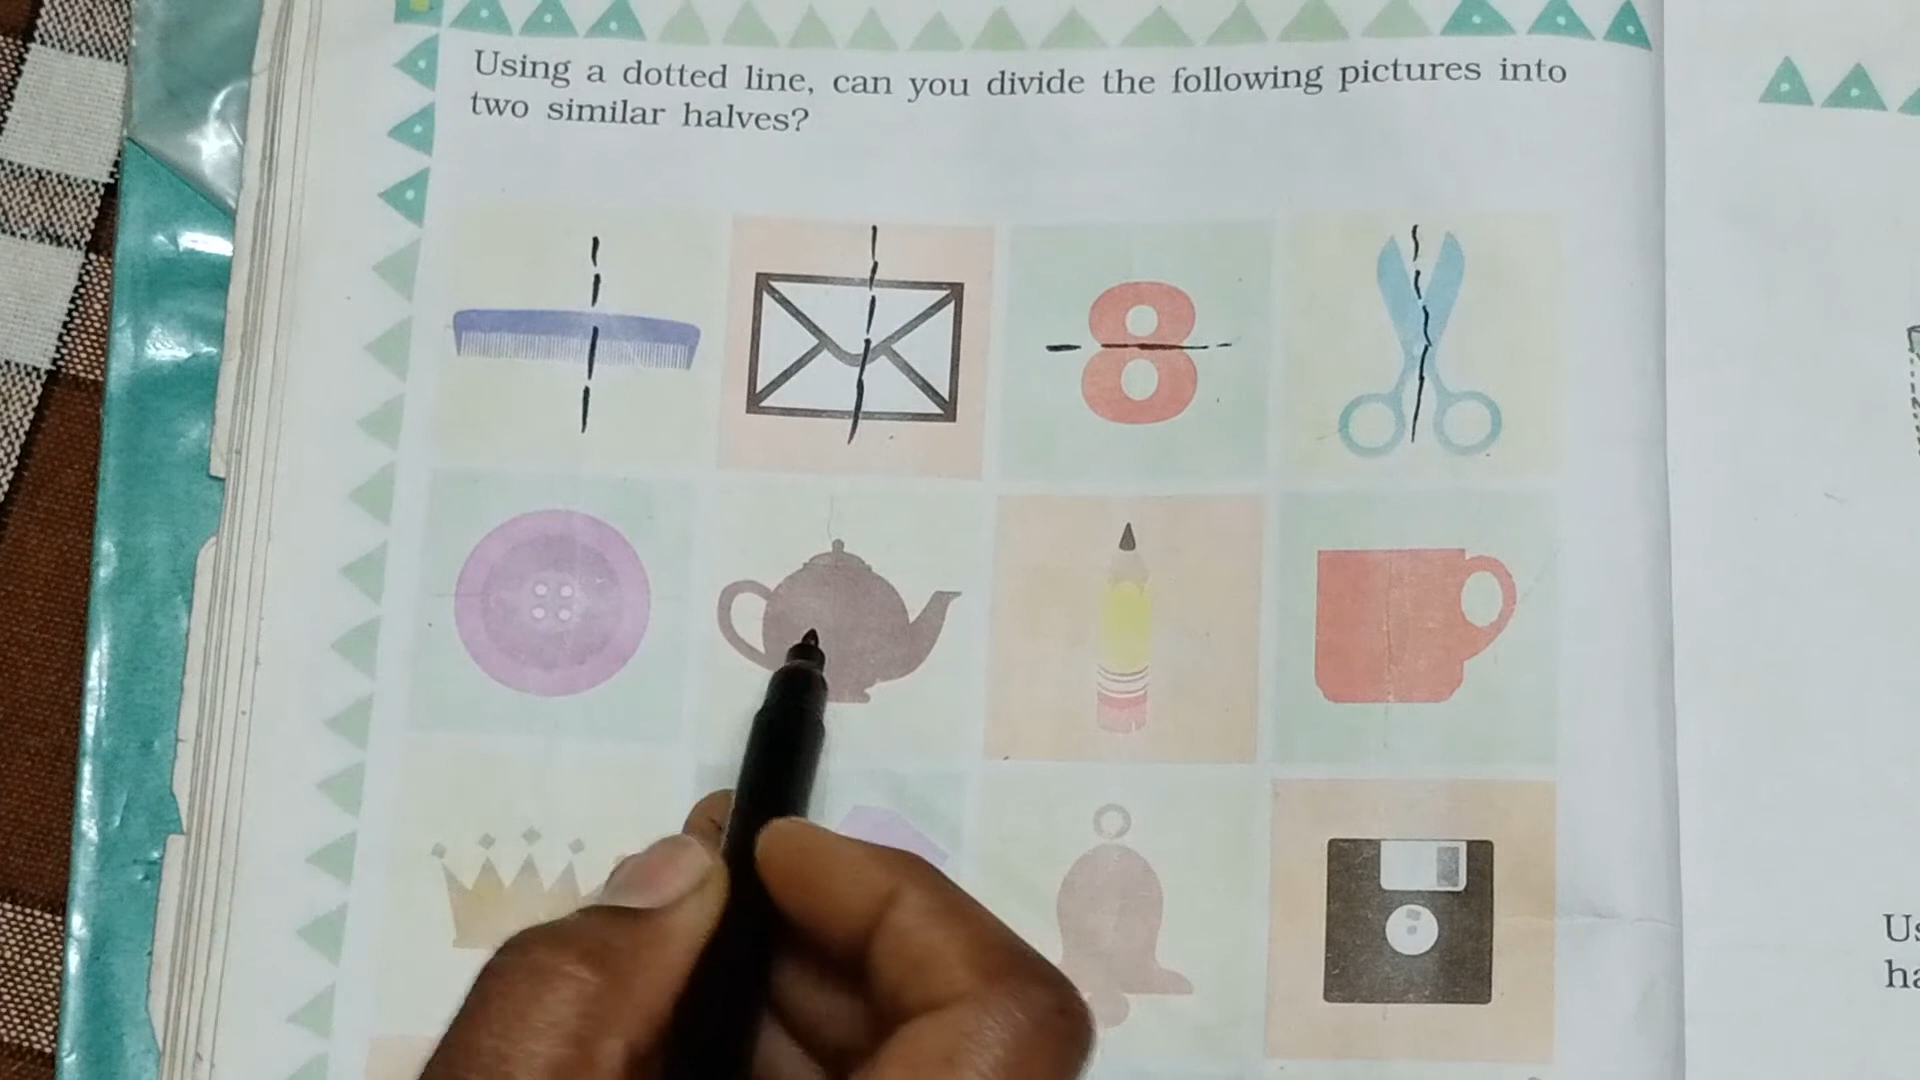 Using a dotted line, can you divide the following pictures into
two similar halves?
8